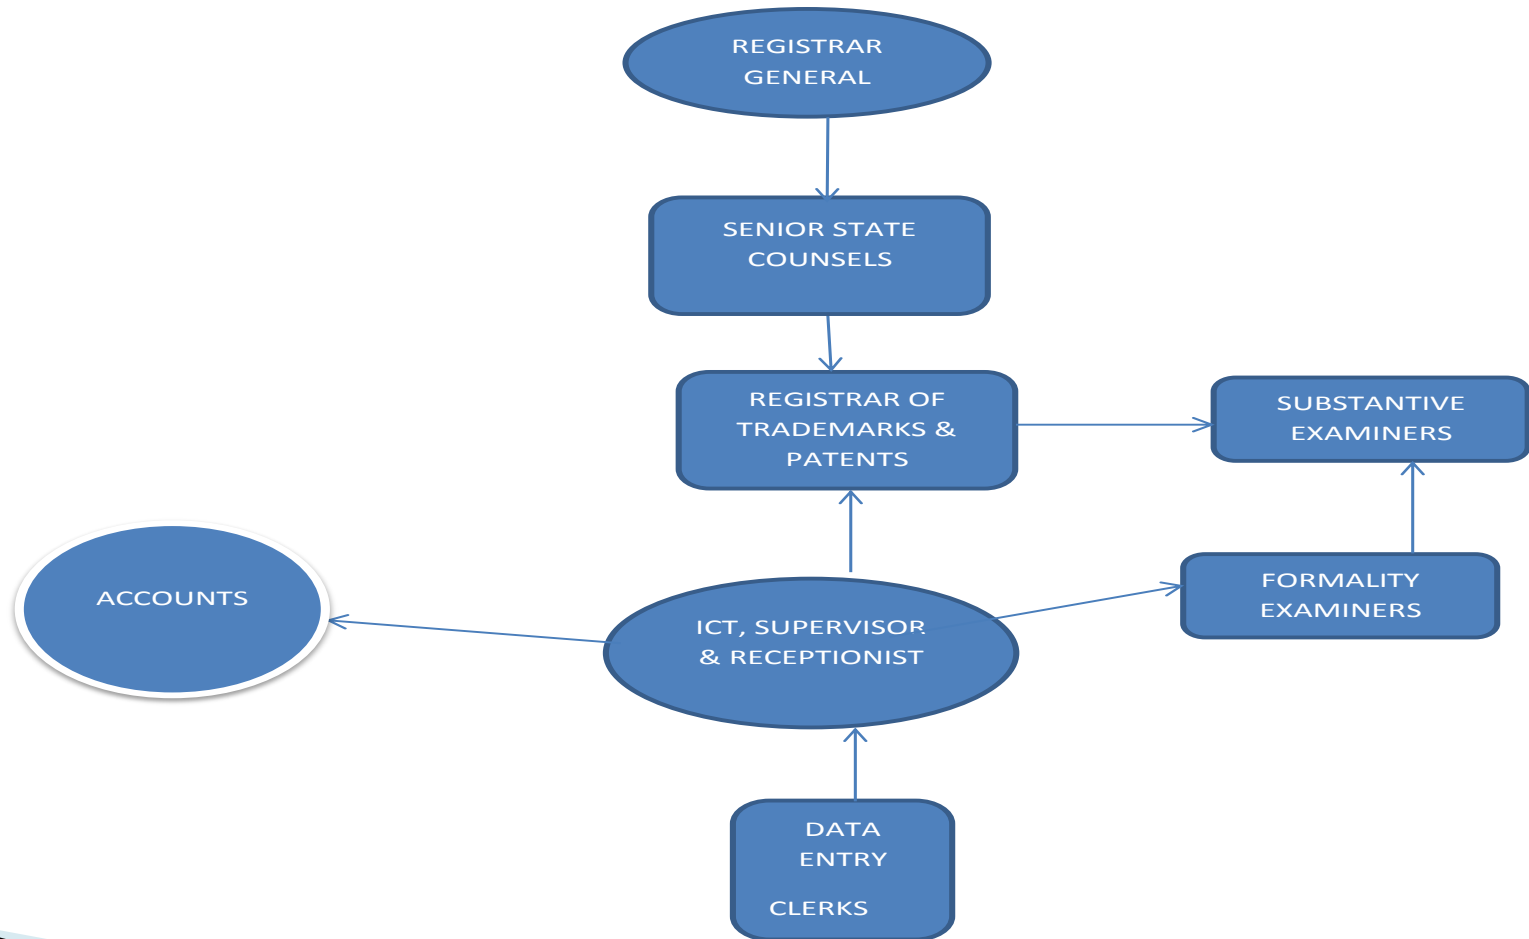 REGISTRAR
GENERAL
SENIOR STATE
COUNSELS
REGISTRAR OF
TRADEMARKS &
PATENTS
SUBSTANTIVE
EXAMINERS
ACCOUNTS
ICT, SUPERVISOR
& RECEPTIONIST
FORMALITY
EXAMINERS
DATA
ENTRY
CLERKS